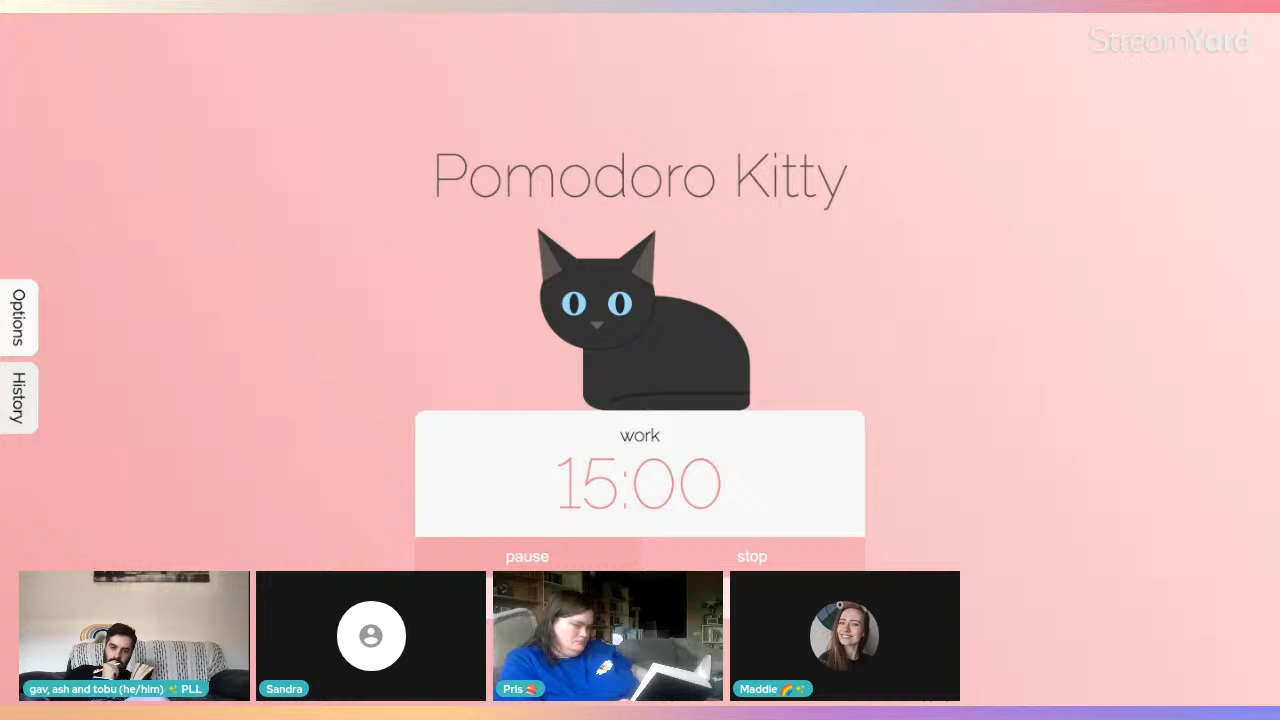 StreamYard
Pomodoro Kitty
Options
History
work
15:00
pause stop
gav, ash and tobu (he/him) ✨ PLL
Sandra
Pris
Maddie 🌈✨